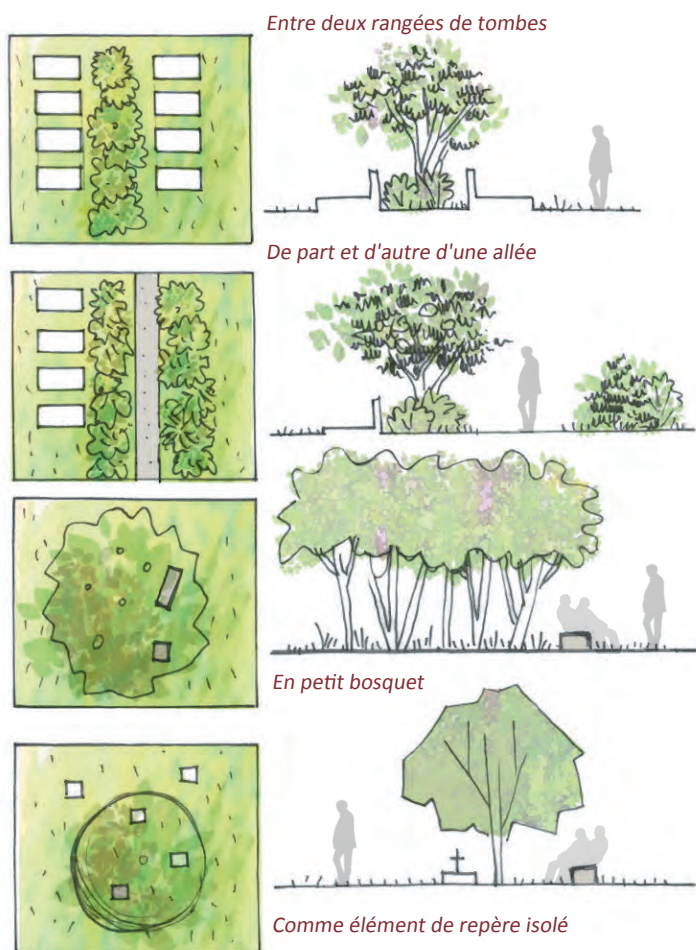 Entre deux rangées de tombes
De part et d'autre d'une allée
En petit bosquet
Comme élément de repère isolé